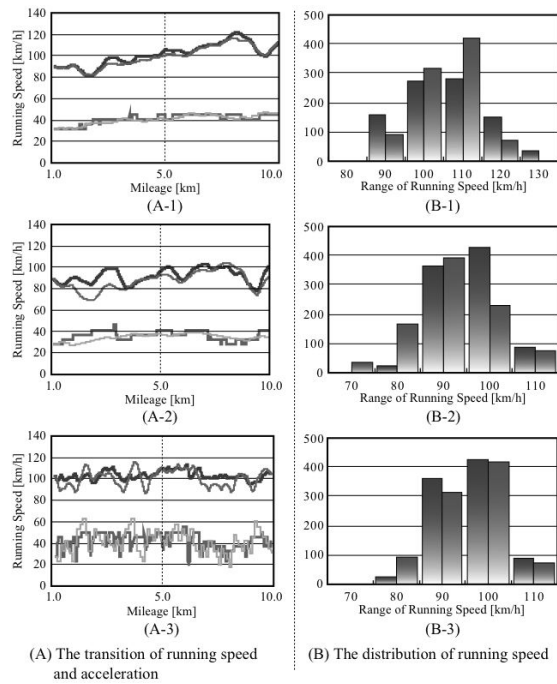 140
120
100
80
60
40
20
0
Running Speed [km/h]
1.0 5.0 10.0
Mileage [km]
(A-1)
500
400
300
200
100
0
80 90 100 110 120 130
Range of Running Speed [km/h]
(B-1)
140
120
100
80
60
40
20
0
Running Speed [km/h]
1.0 5.0 10.0
Mileage [km]
(A-2)
500
400
300
200
100
0
70 80 90 100 110
Range of Running Speed [km/h]
(B-2)
140
120
100
80
60
40
20
0
Running Speed [km/h]
1.0 5.0 10.0
Mileage [km]
(A-3)
500
400
300
200
100
0
70 80 90 100 110
Range of Running Speed [km/h]
(B-3)
(A) The transition of running speed
and acceleration
(B) The distribution of running speed